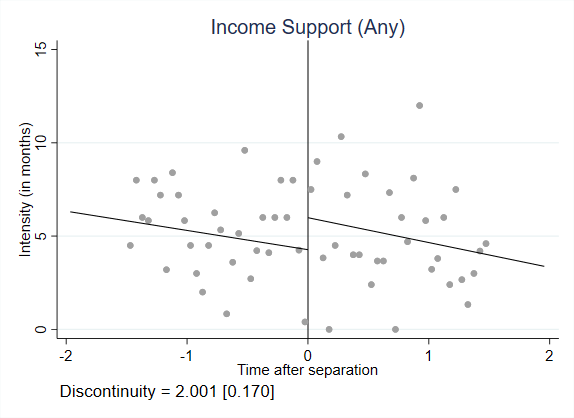 Income Support (Any)
Intensity (in months)
15
10
5
0
-2 -1 0 1 2
Time after separation
Discontinuity = 2.001 [0.170]